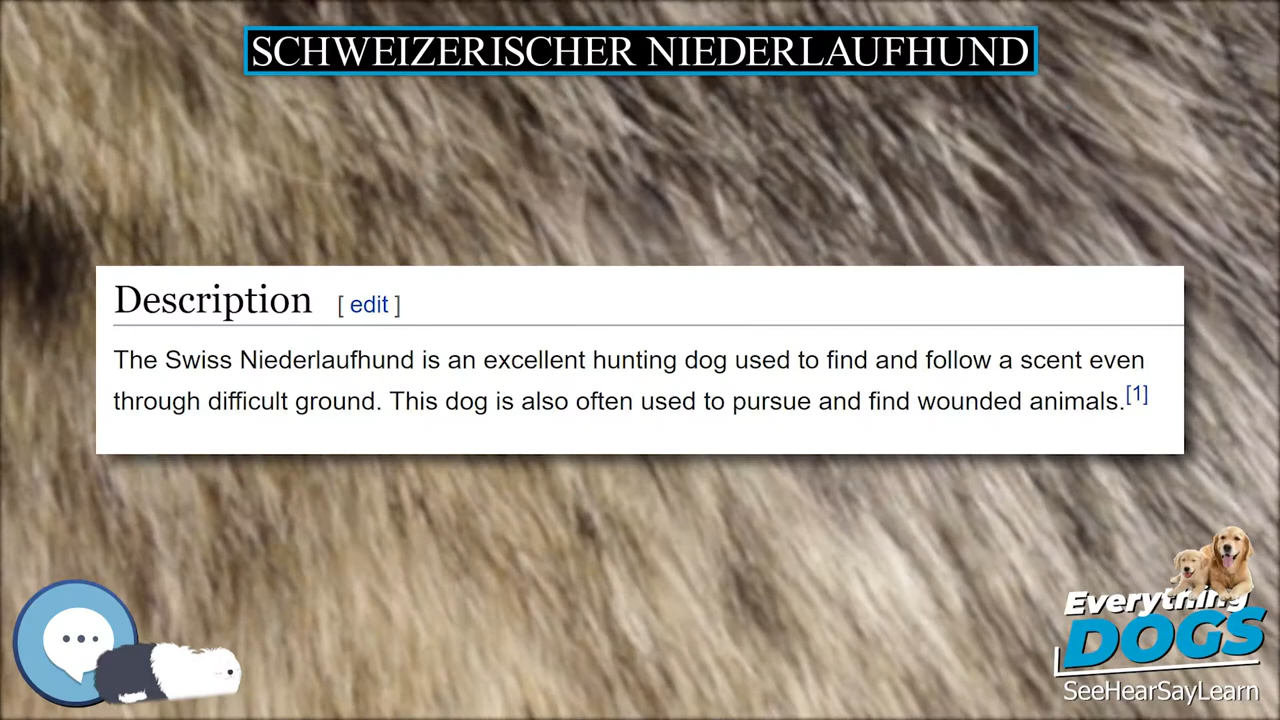 SCHWEIZERISCHER NIEDERLAUFHUND
Description [ edit ]
The Swiss Niederlaufhund is an excellent hunting dog used to find and follow a scent even
through difficult ground. This dog is also often used to pursue and find wounded animals.[1]
Everything
DOGS
SeeHearSayLearn